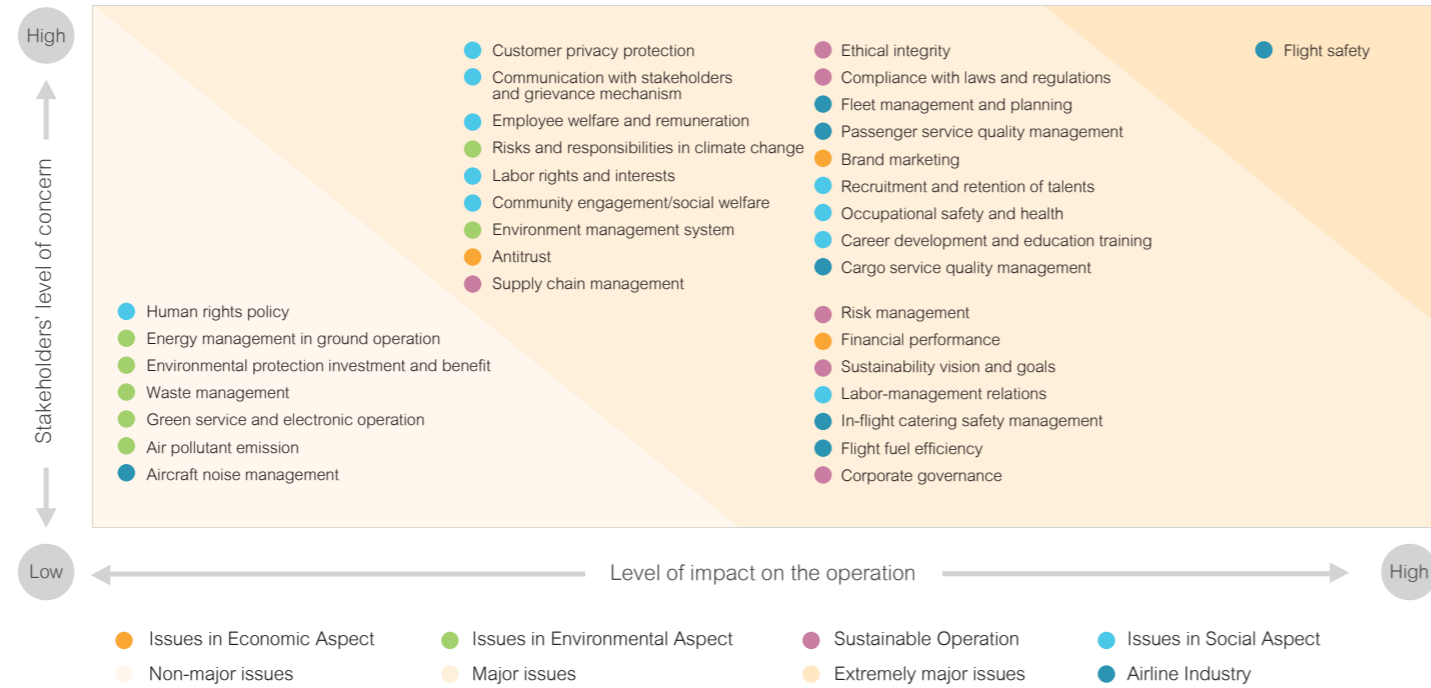 High
Stakeholders' level of concern
Low
Customer privacy protection
Communication with stakeholders
and grievance mechanism
Employee welfare and remuneration
Risks and responsibilities in climate change
Labor rights and interests
Community engagement/social welfare
Environment management system
Antitrust
Supply chain management
Ethical integrity
Compliance with laws and regulations
Fleet management and planning
Passenger service quality management
Brand marketing
Recruitment and retention of talents
Occupational safety and health
Career development and education training
Cargo service quality management
Flight safety
Human rights policy
Energy management in ground operation
Environmental protection investment and benefit
Waste management
Green service and electronic operation
Air pollutant emission
Aircraft noise management
Risk management
Financial performance
Sustainability vision and goals
Labor-management relations
In-flight catering safety management
Flight fuel efficiency
Corporate governance
Level of impact on the operation
High
Issues in Economic Aspect
Issues in Environmental Aspect
Sustainable Operation
Issues in Social Aspect
Non-major issues
Major issues
Extremely major issues
Airline Industry